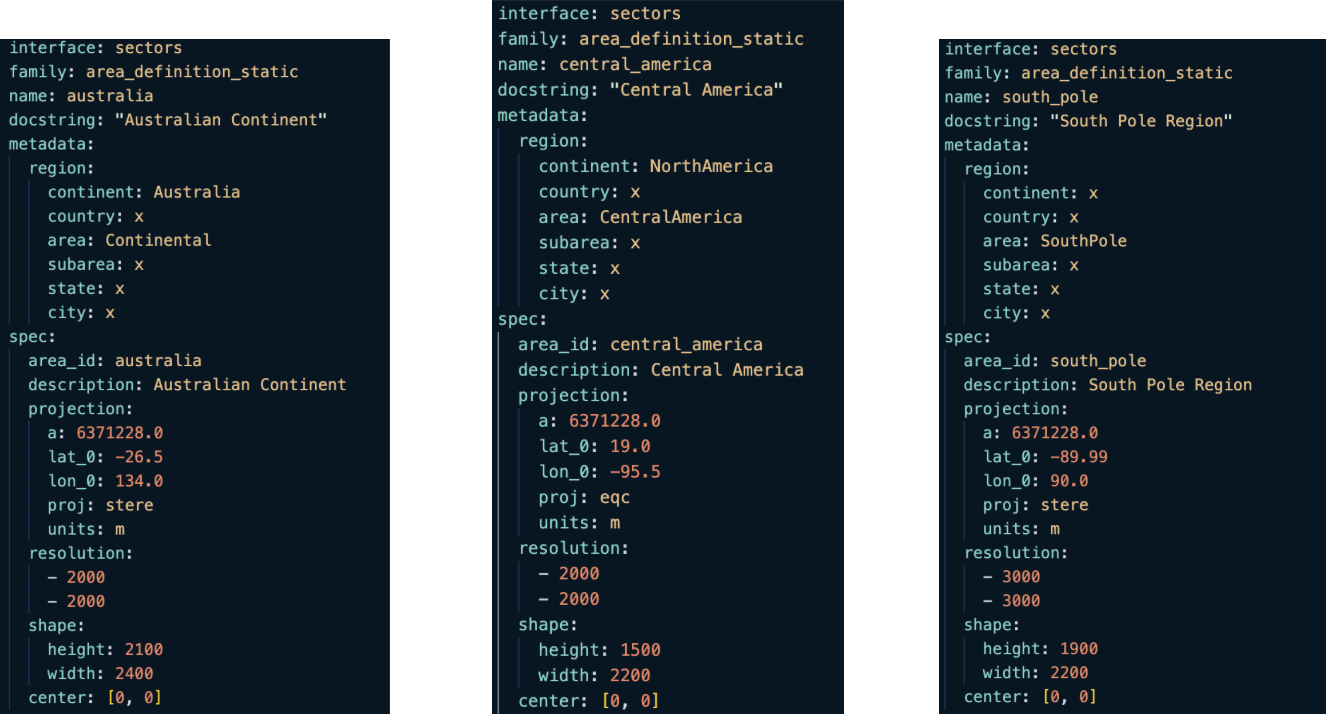 interface: sectors
family: area_definition_static
name: australia
docstring: "Australian Continent"
metadata:
  region:
    continent: Australia
    country: x
    area: Continental
    subarea: x
    state: x
    city: x
spec:
  area_id: australia
  description: Australian Continent
  projection:
    a: 6371228.0
    lat_0: -26.5
    lon_0: 134.0
    proj: stere
    units: m
  resolution:
    - 2000
    - 2000
  shape:
    height: 2100
    width: 2400
  center: [0, 0]
interface: sectors
family: area_definition_static
name: central_america
docstring: "Central America"
metadata:
  region:
    continent: NorthAmerica
    country: x
    area: CentralAmerica
    subarea: x
    state: x
    city: x
spec:
  area_id: central_america
  description: Central America
  projection:
    a: 6371228.0
    lat_0: 19.0
    lon_0: -95.5
    proj: eqc
    units: m
  resolution:
    - 2000
    - 2000
  shape:
    height: 1500
    width: 2200
  center: [0, 0]
interface: sectors
family: area_definition_static
name: south_pole
docstring: "South Pole Region"
metadata:
  region:
    continent: x
    country: x
    area: SouthPole
    subarea: x
    state: x
    city: x
spec:
  area_id: south_pole
  description: South Pole Region
  projection:
    a: 6371228.0
    lat_0: -89.99
    lon_0: 90.0
    proj: stere
    units: m
  resolution:
    - 3000
    - 3000
  shape:
    height: 1900
    width: 2200
  center: [0, 0]